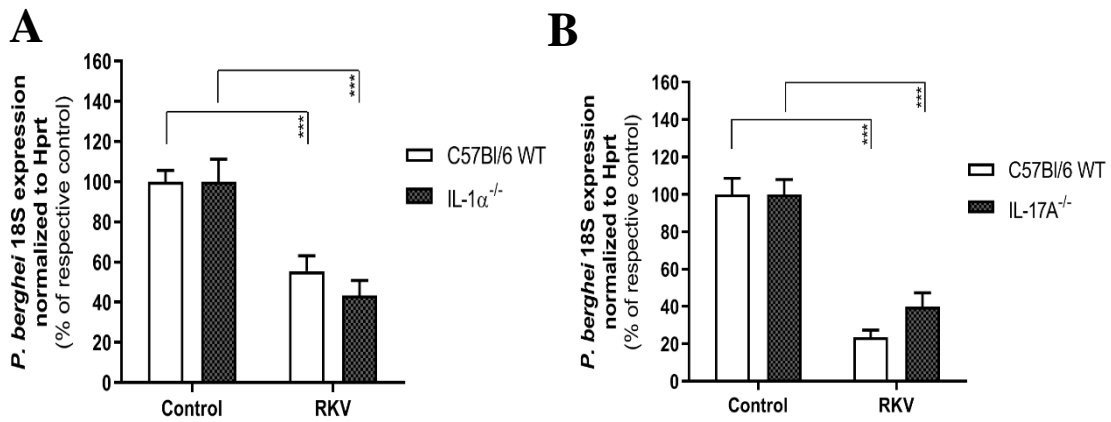 A
P. berghei 18S expression
normalized to Hprt
(% of respective control)
160
140
120
100
80
60
40
20
0
***
***
Control
RKV
C57Bl/6 WT
IL-1α-/-
B
P. berghei 18S expression
normalized to Hprt
(% of respective control)
160
140
120
100
80
60
40
20
0
***
***
Control
RKV
C57Bl/6 WT
IL-17A-/-